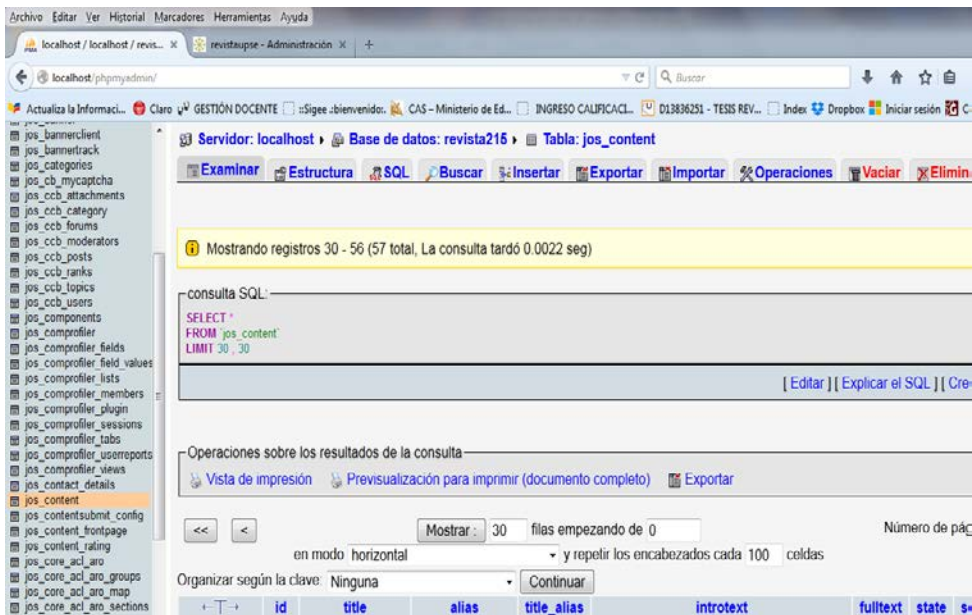 Archivo Editar Ver Historial Marcadores Herramientas Ayuda
localhost / localhost / revis... × revistaupse - Administración × +
localhost/phpmyadmin/ Buscar
Actualiza la Informaci... Claro GESTIÓN DOCENTE ::Sigee .:bienvenido:. CAS – Ministerio de Ed... INGRESO CALIFICACI... D13836251 - TESIS REV... Index Dropbox Iniciar sesión C-
jos_bannerclient
jos_bannertrack
jos_categories
jos_cb_mycaptcha
jos_ccb_attachments
jos_ccb_category
jos_ccb_forums
jos_ccb_moderators
jos_ccb_posts
jos_ccb_ranks
jos_ccb_topics
jos_ccb_users
jos_components
jos_comprofiler
jos_comprofiler_fields
jos_comprofiler_field_values
jos_comprofiler_lists
jos_comprofiler_members
jos_comprofiler_plugin
jos_comprofiler_sessions
jos_comprofiler_tabs
jos_comprofiler_userreports
jos_comprofiler_views
jos_contact_details
jos_content
jos_contentsubmit_config
jos_content_frontpage
jos_content_rating
jos_core_acl_aro
jos_core_acl_aro_groups
jos_core_acl_aro_map
jos_core_acl_aro_sections
Servidor: localhost ▸ Base de datos: revista215 ▸ Tabla: jos_content
Examinar Estructura SQL Buscar Insertar Exportar Importar Operaciones Vaciar Elimin
Mostrando registros 30 - 56 (57 total, La consulta tardó 0.0022 seg)
consulta SQL:
SELECT *
FROM `jos_content`
LIMIT 30 , 30
[ Editar ] [ Explicar el SQL ] [ Cre
Operaciones sobre los resultados de la consulta
Vista de impresión Previsualización para imprimir (documento completo) Exportar
<< < Mostrar : 30 filas empezando de 0 Número de pág
en modo horizontal y repetir los encabezados cada 100 celdas
Organizar según la clave: Ninguna Continuar
←T→ id title alias title_alias introtext fulltext state s